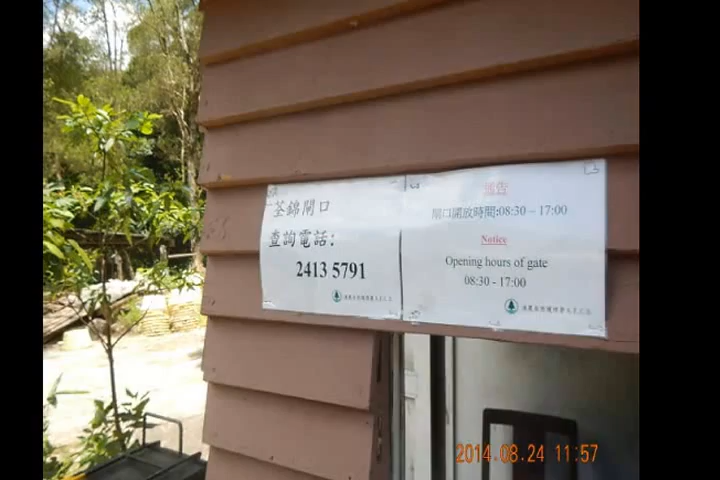 荃錦閘口
查詢電話:
2413 5791
通告
閘口開放時間:08:30 – 17:00
Notice
Opening hours of gate
08:30 - 17:00
2014.08.24 11:57